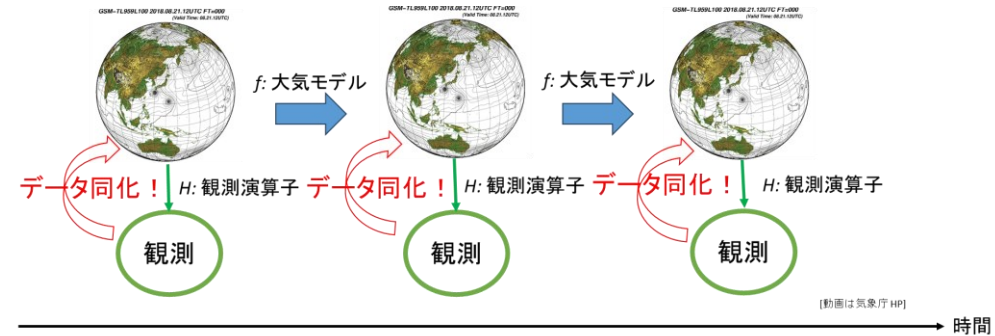 GSM-TL959L100 2018.08.21.12UTC FT=000
(Valid Time: 08.21.12UTC)
GSM-TL959L100 2018.08.21.12UTC FT=000
(Valid Time: 08.21.12UTC)
GSM-TL959L100 2018.08.21.12UTC FT=000
(Valid Time: 08.21.12UTC)
f: 大気モデル
f: 大気モデル
データ同化！
H: 観測演算子
データ同化！
H: 観測演算子
データ同化！
H: 観測演算子
観測
観測
観測
[動画は気象庁 HP]
時間